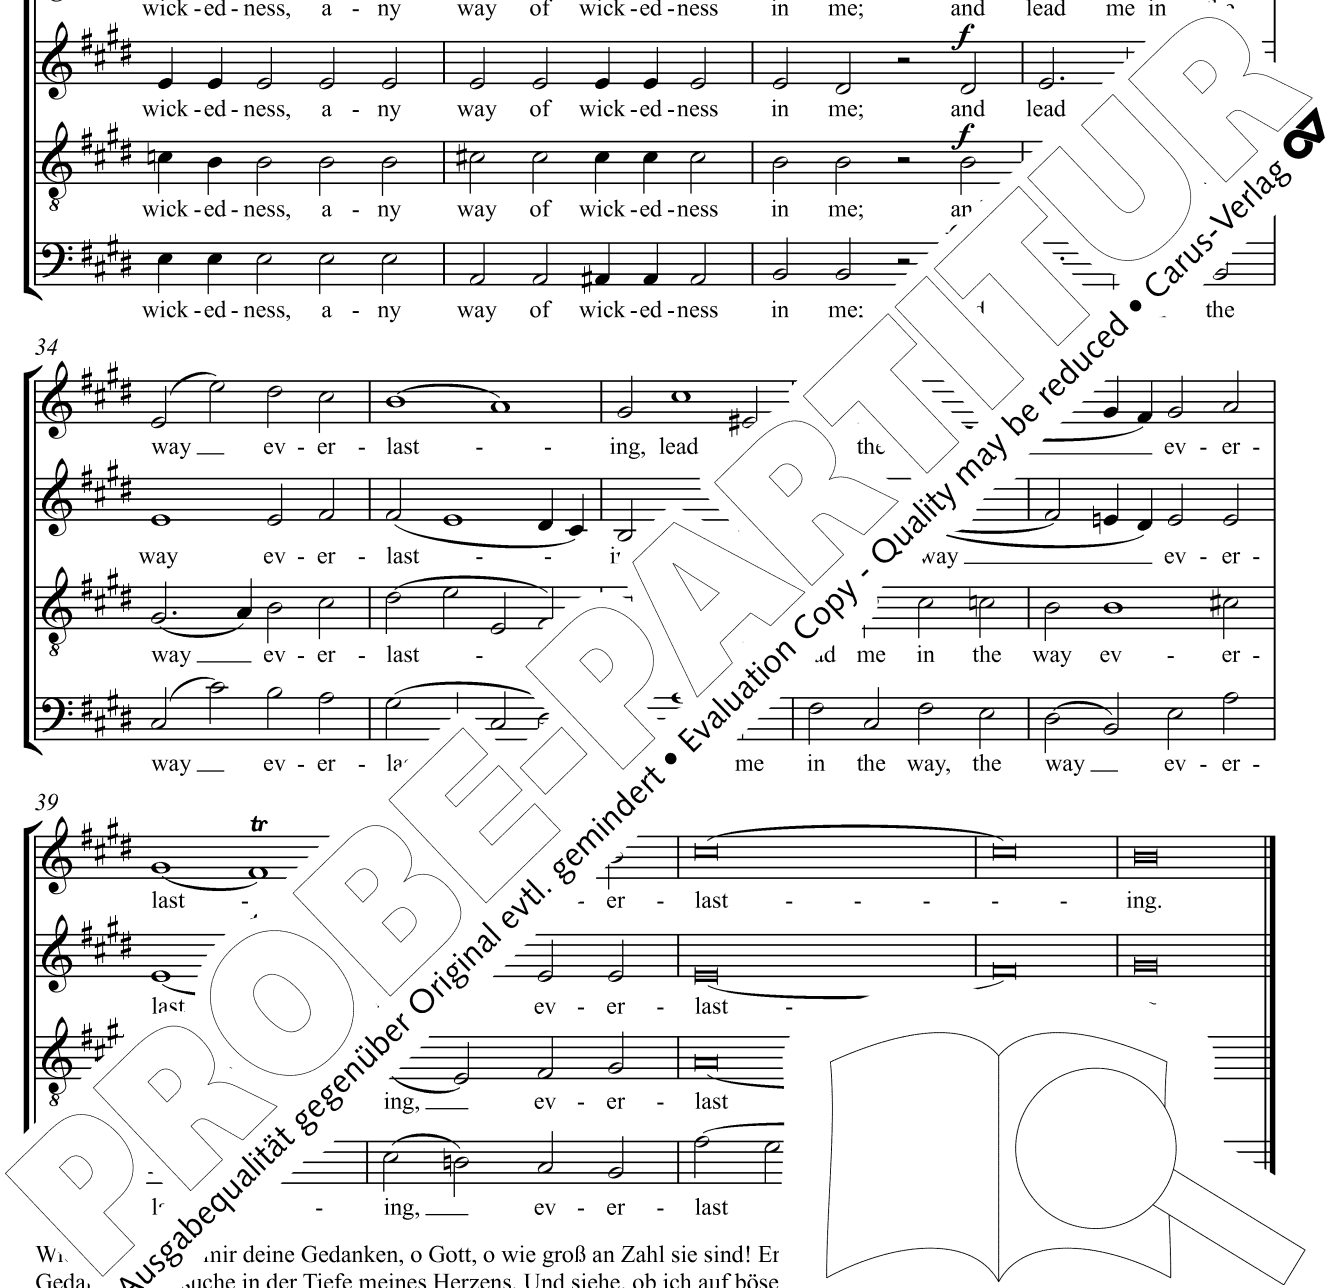 wick - ed - ness, a - ny way of wick - ed - ness in me; and lead me in
f
wick - ed - ness, a - ny way of wick - ed - ness in me; and lead
f
wick - ed - ness, a - ny way of wick - ed - ness in me;
wick - ed - ness, a - ny way of wick - ed - ness in me: the
34
way ev - er - last - - ing, lead the ev - er -
way ev - er - last - - way ev - er -
way ev - er - last - me in the way ev - er -
way ev - er - me in the way, the way ev - er -
39
tr
last - - er - last - - - - - ing.
last ev - er - last -
8
ing, ev - er - last
- ing, ev - er - last
mir deine Gedanken, o Gott, o wie groß an Zahl sie sind!
in der Tiefe meines Herzens. Und siehe, ob ich auf böse
PROBE-PARTITUR
Ausgabequalität gegenüber Original evtl. gemindert • Evaluation Copy - Quality may be reduced • Carus-Verlag